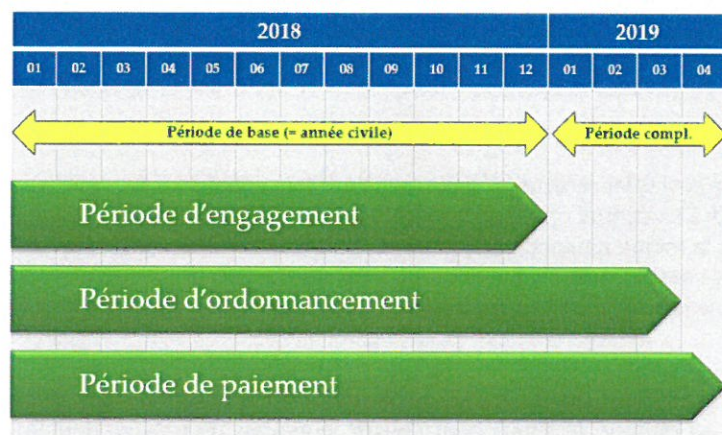 2018 2019
01 02 03 04 05 06 07 08 09 10 11 12 01 02 03 04
Période de base (= année civile) Période compl.
Période d'engagement
Période d'ordonnancement
Période de paiement